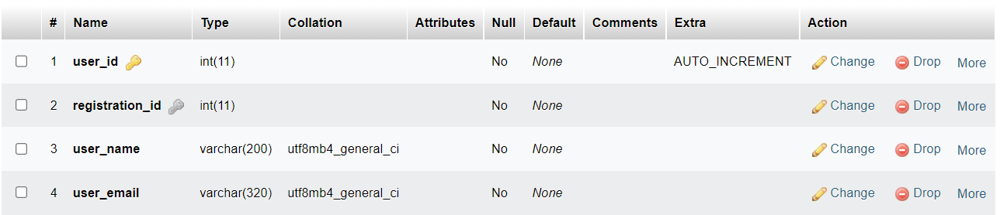 # Name Type Collation Attributes Null Default Comments Extra Action
1 user_id int(11) No None AUTO_INCREMENT Change Drop More
2 registration_id int(11) No None Change Drop More
3 user_name varchar(200) utf8mb4_general_ci No None Change Drop More
4 user_email varchar(320) utf8mb4_general_ci No None Change Drop More